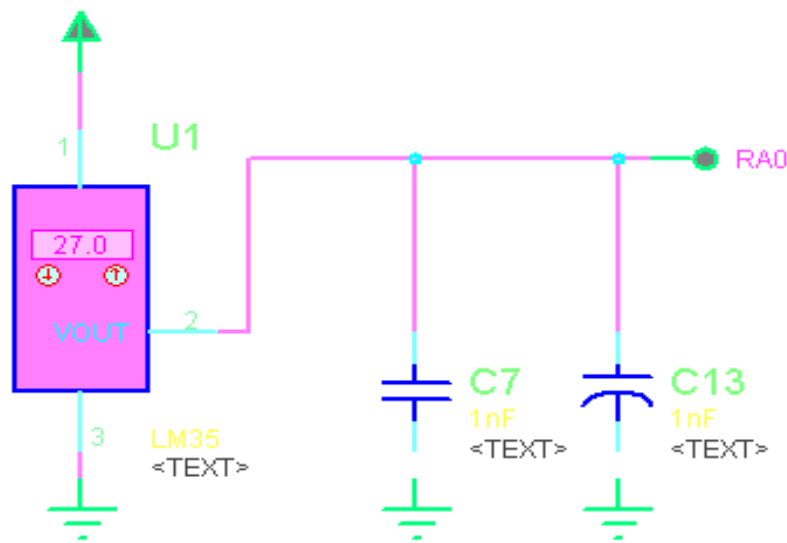 1
U1
RA0
27.0
VOUT
2
3
LM35
<TEXT>
C7
1nF
<TEXT>
C13
1nF
<TEXT>